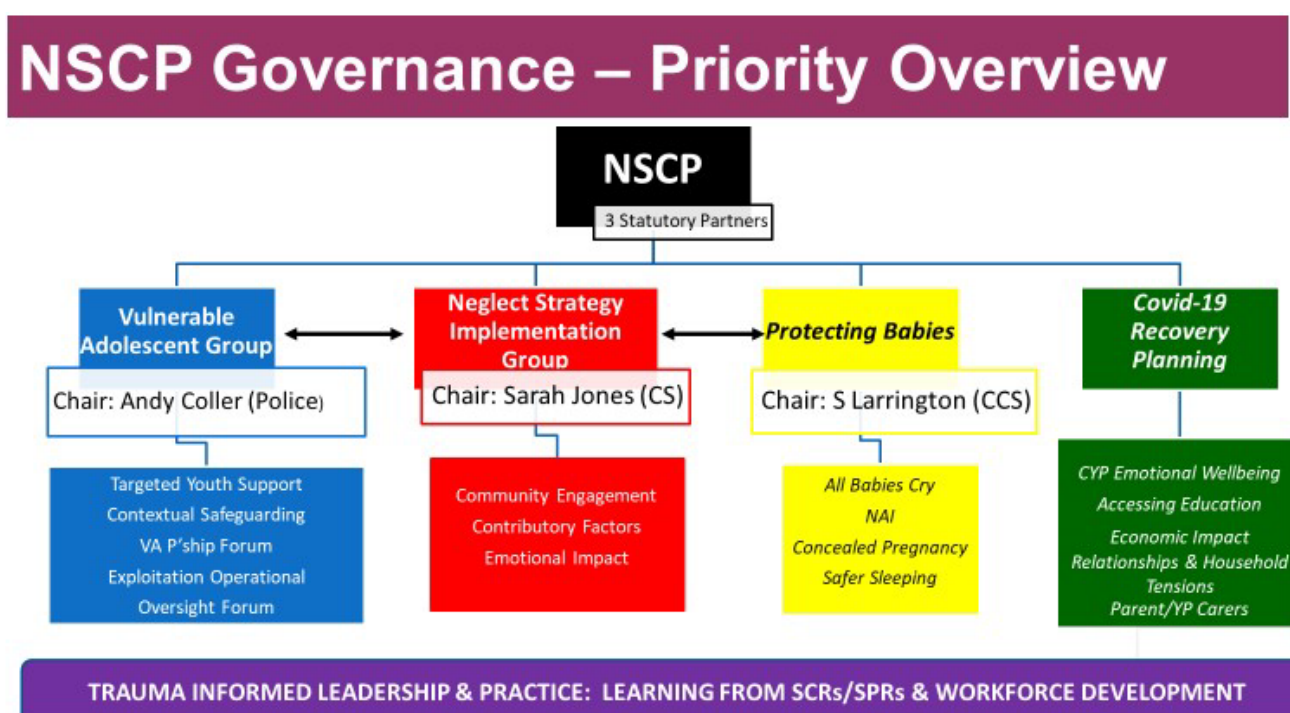 NSCP Governance – Priority Overview
NSCP
3 Statutory Partners
Vulnerable
Adolescent Group
Chair: Andy Coller (Police)
Targeted Youth Support
Contextual Safeguarding
VA P'ship Forum
Exploitation Operational
Oversight Forum
Neglect Strategy
Implementation
Group
Chair: Sarah Jones (CS)
Community Engagement
Contributory Factors
Emotional Impact
Protecting Babies
Chair: S Larrington (CCS)
All Babies Cry
NAI
Concealed Pregnancy
Safer Sleeping
Covid-19
Recovery
Planning
CYP Emotional Wellbeing
Accessing Education
Economic Impact
Relationships & Household
Tensions
Parent/YP Carers
TRAUMA INFORMED LEADERSHIP & PRACTICE: LEARNING FROM SCRs/SPRs & WORKFORCE DEVELOPMENT